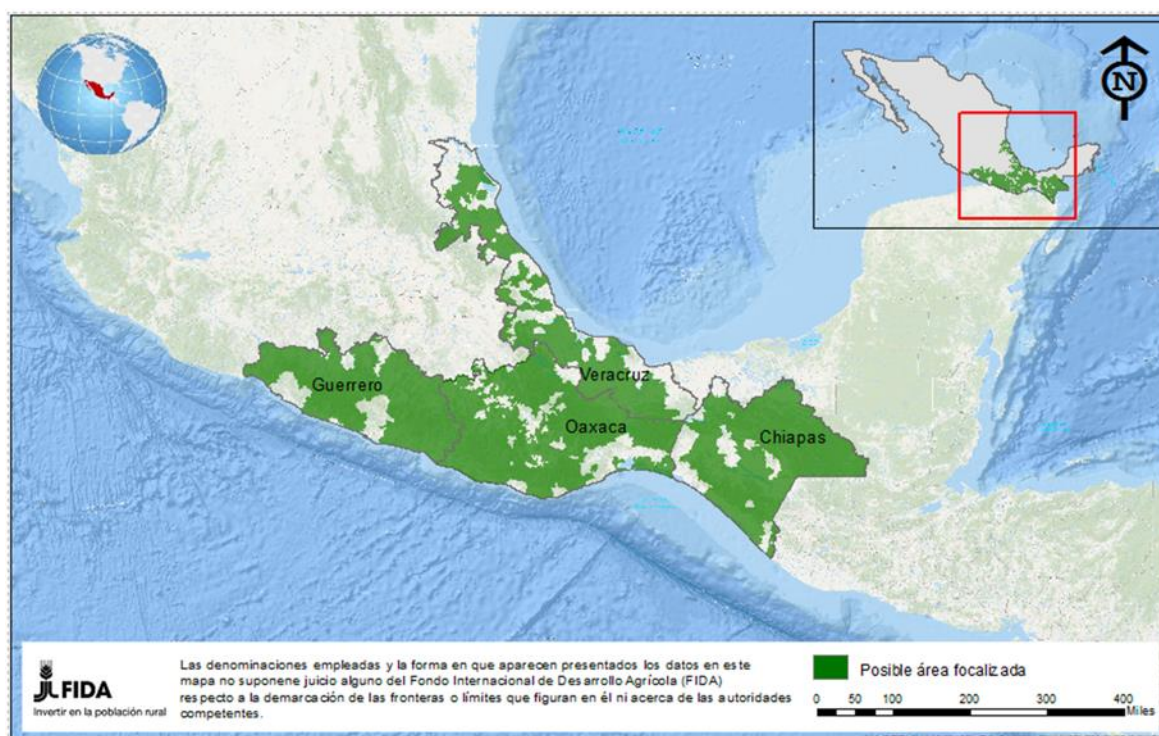 N
Guerrero
Veracruz
Oaxaca
Chiapas
FIDA
Invertir en la población rural
Las denominaciones empleadas y la forma en que aparecen presentados los datos en este
mapa no suponene juicio alguno del Fondo Internacional de Desarrollo Agrícola (FIDA)
respecto a la demarcación de las fronteras o límites que figuran en él ni acerca de las autoridades
competentes.
Posible área focalizada
0 50 100 200 300 400
Miles